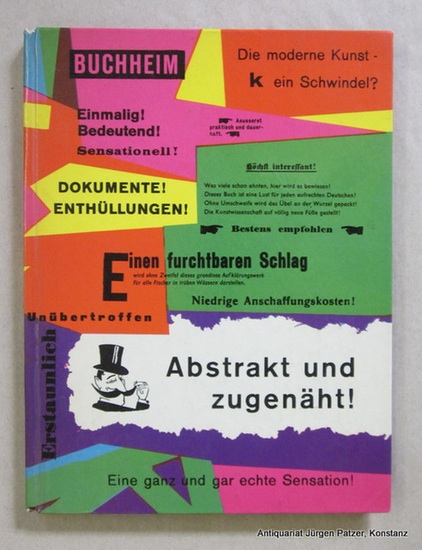 BUCHHEIM
Die moderne Kunst -
k ein Schwindel?
Einmalig!
Bedeutend!
Sensationell!
Äusserst
praktisch und dauer-
haft.
Höchst interessant!
DOKUMENTE!
ENTHÜLLUNGEN!
Was viele schon ahnten, hier wird es bewiesen!
Dieses Buch ist eine Lust für jeden aufrechten Deutschen!
Ohne Umschweife wird das Übel an der Wurzel gepackt!
Die Kunstwissenschaft auf völlig neue Füße gestellt!
Bestens empfohlen
Einen furchtbaren Schlag
wird ohne Zweifel dieses grandiose Aufklärungswerk
für alle Fischer in trüben Wässern darstellen.
Niedrige Anschaffungskosten!
Unübertroffen
Erstaunlich
Abstrakt und
zugenäht!
Eine ganz und gar echte Sensation!
Antiquariat Jürgen Patzer, Konstanz